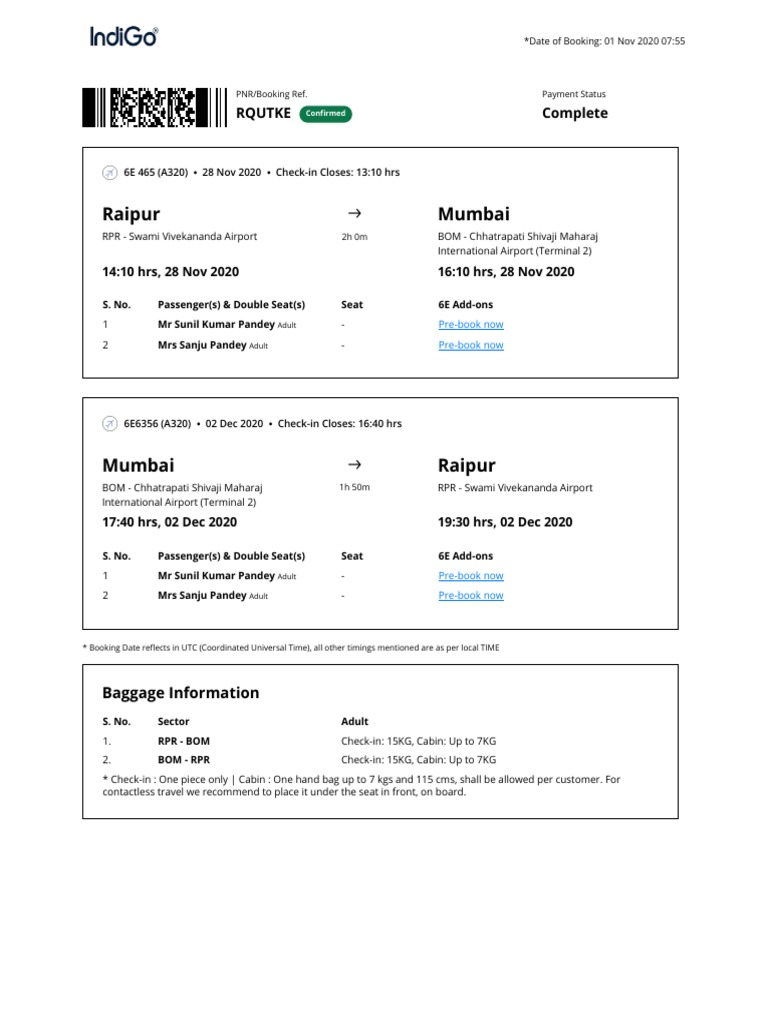 IndiGo
*Date of Booking: 01 Nov 2020 07:55
PNR/Booking Ref.
RQUTKE Confirmed
Payment Status
Complete
6E 465 (A320) • 28 Nov 2020 • Check-in Closes: 13:10 hrs
Raipur → Mumbai
RPR - Swami Vivekananda Airport 2h 0m BOM - Chhatrapati Shivaji Maharaj
International Airport (Terminal 2)
14:10 hrs, 28 Nov 2020 16:10 hrs, 28 Nov 2020
S. No. Passenger(s) & Double Seat(s) Seat 6E Add-ons
1 Mr Sunil Kumar Pandey Adult - Pre-book now
2 Mrs Sanju Pandey Adult - Pre-book now
6E6356 (A320) • 02 Dec 2020 • Check-in Closes: 16:40 hrs
Mumbai → Raipur
BOM - Chhatrapati Shivaji Maharaj 1h 50m RPR - Swami Vivekananda Airport
International Airport (Terminal 2)
17:40 hrs, 02 Dec 2020 19:30 hrs, 02 Dec 2020
S. No. Passenger(s) & Double Seat(s) Seat 6E Add-ons
1 Mr Sunil Kumar Pandey Adult - Pre-book now
2 Mrs Sanju Pandey Adult - Pre-book now
* Booking Date reflects in UTC (Coordinated Universal Time), all other timings mentioned are as per local TIME
Baggage Information
S. No. Sector Adult
1. RPR - BOM Check-in: 15KG, Cabin: Up to 7KG
2. BOM - RPR Check-in: 15KG, Cabin: Up to 7KG
* Check-in : One piece only | Cabin : One hand bag up to 7 kgs and 115 cms, shall be allowed per customer. For
contactless travel we recommend to place it under the seat in front, on board.